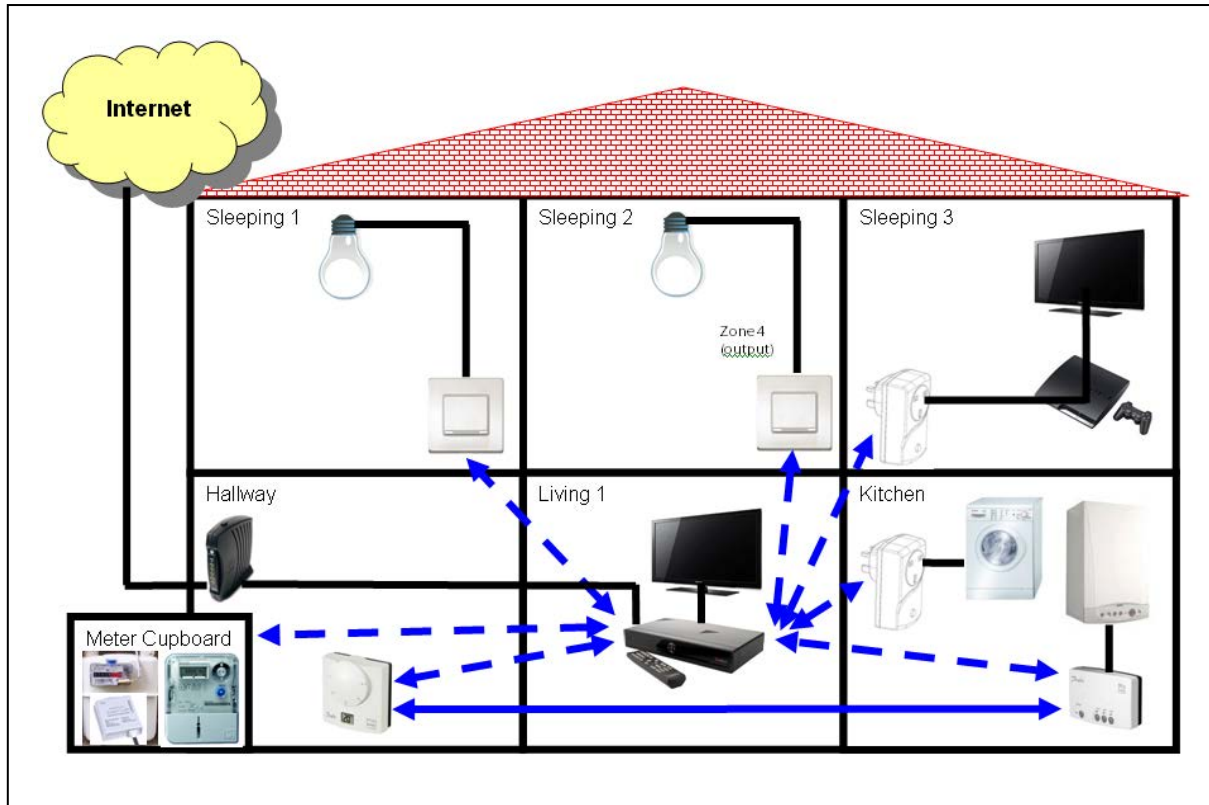 Internet
Sleeping 1
Sleeping 2
Sleeping 3
Zone4
(output)
Hallway
Living 1
Kitchen
Meter Cupboard